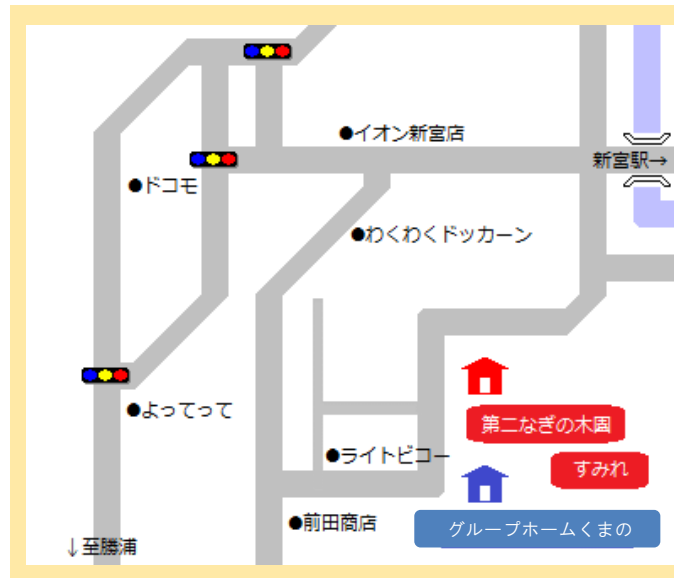 ●イオン新宮店
新宮駅→
●ドコモ
●わくわくドッカーン
●よってって
第二なぎの木園
●ライトビコー
すみれ
●前田商店
グループホームくまの
↓至勝浦